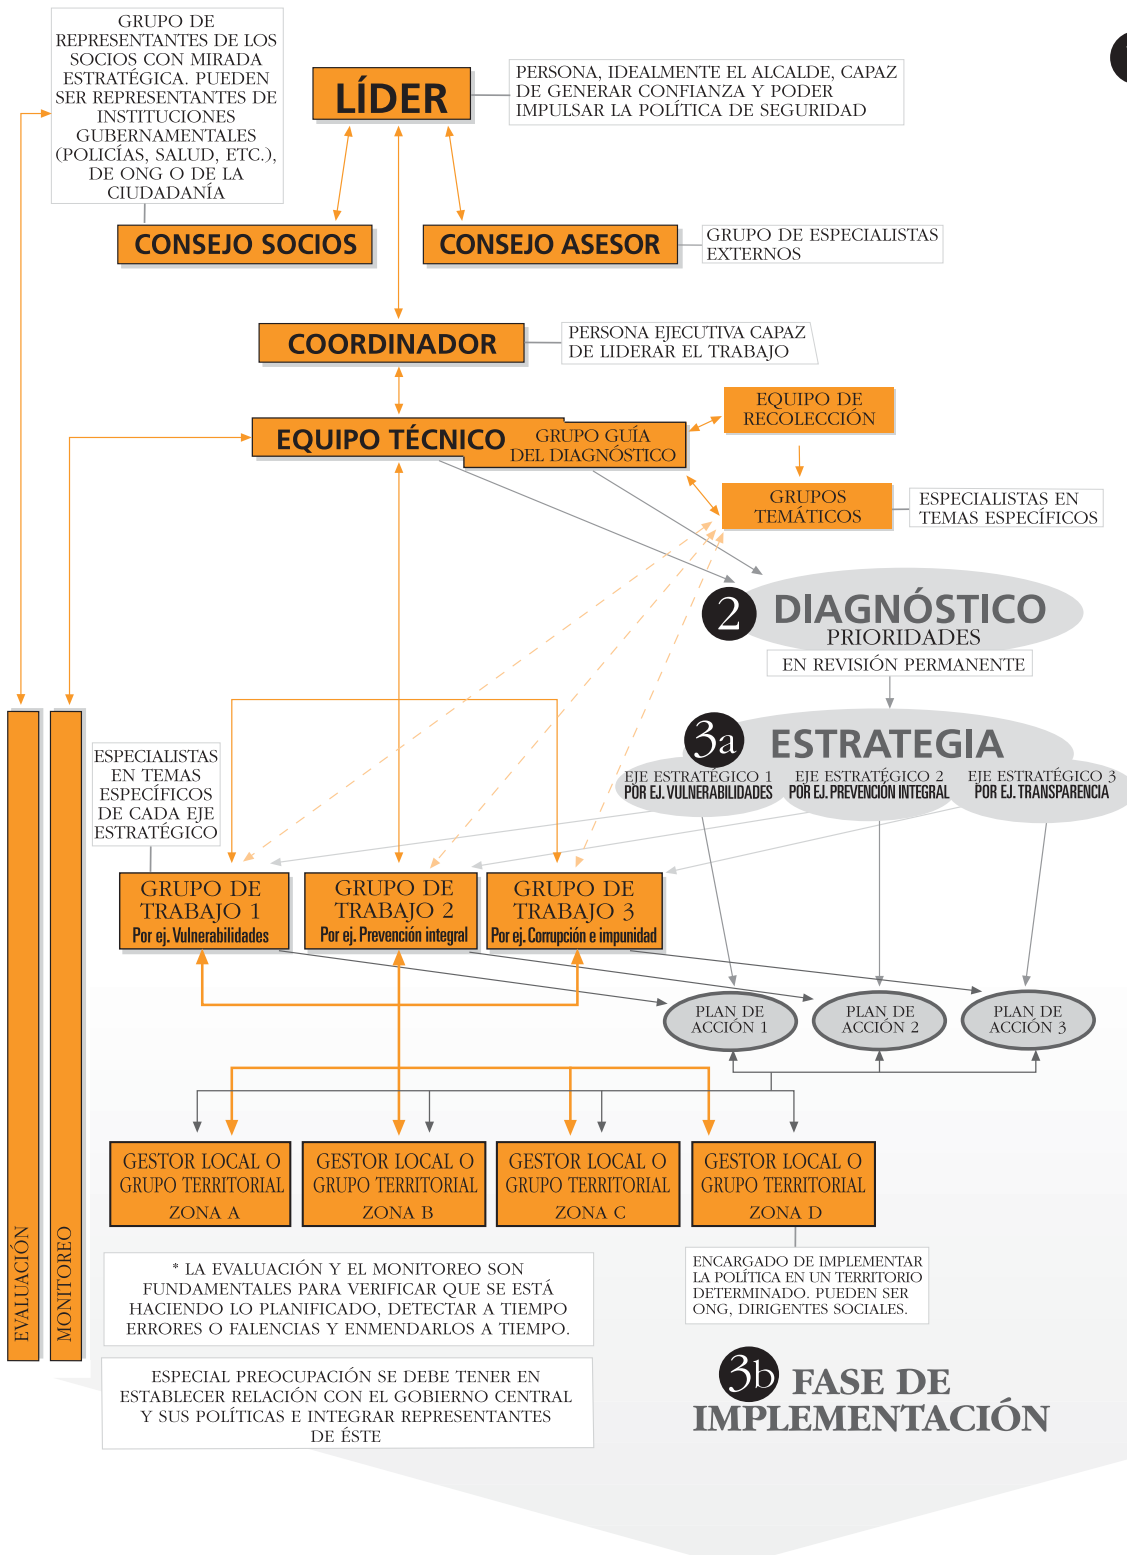 GRUPO DE
REPRESENTANTES DE LOS
SOCIOS CON MIRADA
ESTRATÉGICA. PUEDEN
SER REPRESENTANTES DE
INSTITUCIONES
GUBERNAMENTALES
(POLICÍAS, SALUD, ETC.),
DE ONG O DE LA
CIUDADANÍA
LÍDER
PERSONA, IDEALMENTE EL ALCALDE, CAPAZ
DE GENERAR CONFIANZA Y PODER
IMPULSAR LA POLÍTICA DE SEGURIDAD
CONSEJO SOCIOS
CONSEJO ASESOR
GRUPO DE ESPECIALISTAS
EXTERNOS
COORDINADOR
PERSONA EJECUTIVA CAPAZ
DE LIDERAR EL TRABAJO
EQUIPO TÉCNICO
GRUPO GUÍA
DEL DIAGNÓSTICO
EQUIPO DE
RECOLECCIÓN
GRUPOS
TEMÁTICOS
ESPECIALISTAS EN
TEMAS ESPECÍFICOS
2 DIAGNÓSTICO
PRIORIDADES
EN REVISIÓN PERMANENTE
3a ESTRATEGIA
EJE ESTRATÉGICO 1
POR EJ. VULNERABILIDADES
EJE ESTRATÉGICO 2
POR EJ. PREVENCIÓN INTEGRAL
EJE ESTRATÉGICO 3
POR EJ. TRANSPARENCIA
ESPECIALISTAS
EN TEMAS
ESPECÍFICOS
DE CADA EJE
ESTRATÉGICO
GRUPO DE
TRABAJO 1
Por ej. Vulnerabilidades
GRUPO DE
TRABAJO 2
Por ej. Prevención integral
GRUPO DE
TRABAJO 3
Por ej. Corrupción e impunidad
PLAN DE
ACCIÓN 1
PLAN DE
ACCIÓN 2
PLAN DE
ACCIÓN 3
GESTOR LOCAL O
GRUPO TERRITORIAL
ZONA A
GESTOR LOCAL O
GRUPO TERRITORIAL
ZONA B
GESTOR LOCAL O
GRUPO TERRITORIAL
ZONA C
GESTOR LOCAL O
GRUPO TERRITORIAL
ZONA D
EVALUACIÓN
MONITOREO
* LA EVALUACIÓN Y EL MONITOREO SON
FUNDAMENTALES PARA VERIFICAR QUE SE ESTÁ
HACIENDO LO PLANIFICADO, DETECTAR A TIEMPO
ERRORES O FALENCIAS Y ENMENDARLOS A TIEMPO.
ENCARGADO DE IMPLEMENTAR
LA POLÍTICA EN UN TERRITORIO
DETERMINADO. PUEDEN SER
ONG, DIRIGENTES SOCIALES.
ESPECIAL PREOCUPACIÓN SE DEBE TENER EN
ESTABLECER RELACIÓN CON EL GOBIERNO CENTRAL
Y SUS POLÍTICAS E INTEGRAR REPRESENTANTES
DE ÉSTE
3b FASE DE
IMPLEMENTACIÓN